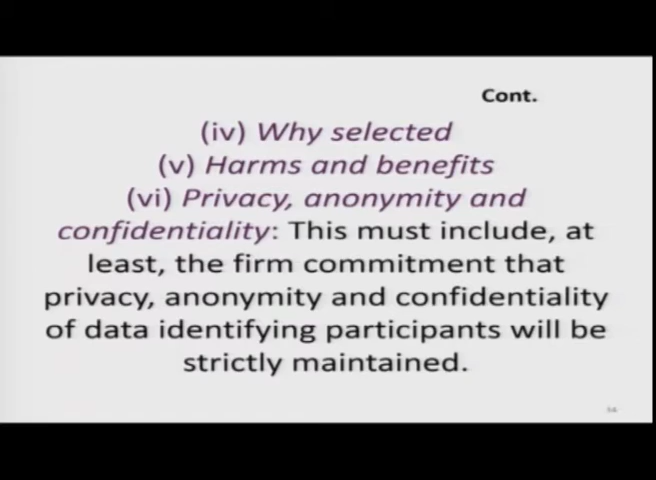 Cont.
(iv) Why selected
(v) Harms and benefits
(vi) Privacy, anonymity and
confidentiality: This must include, at
least, the firm commitment that
privacy, anonymity and confidentiality
of data identifying participants will be
strictly maintained.